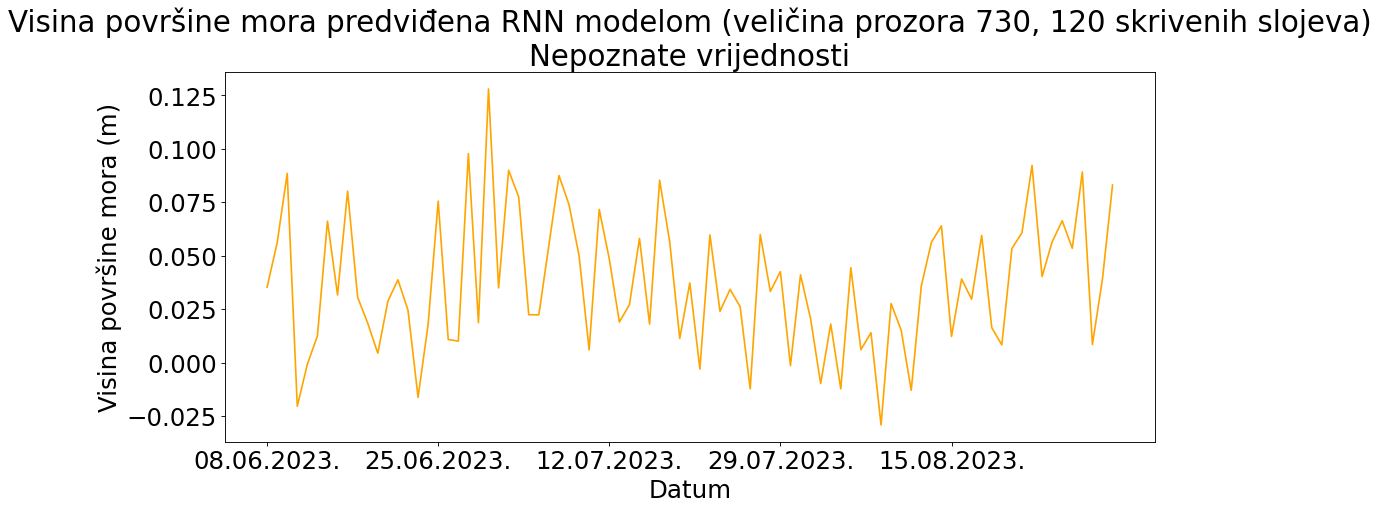 Visina površine mora predviđena RNN modelom (veličina prozora 730, 120 skrivenih slojeva)
Nepoznate vrijednosti
Visina površine mora (m)
0.125
0.100
0.075
0.050
0.025
0.000
−0.025
08.06.2023. 25.06.2023. 12.07.2023. 29.07.2023. 15.08.2023.
Datum